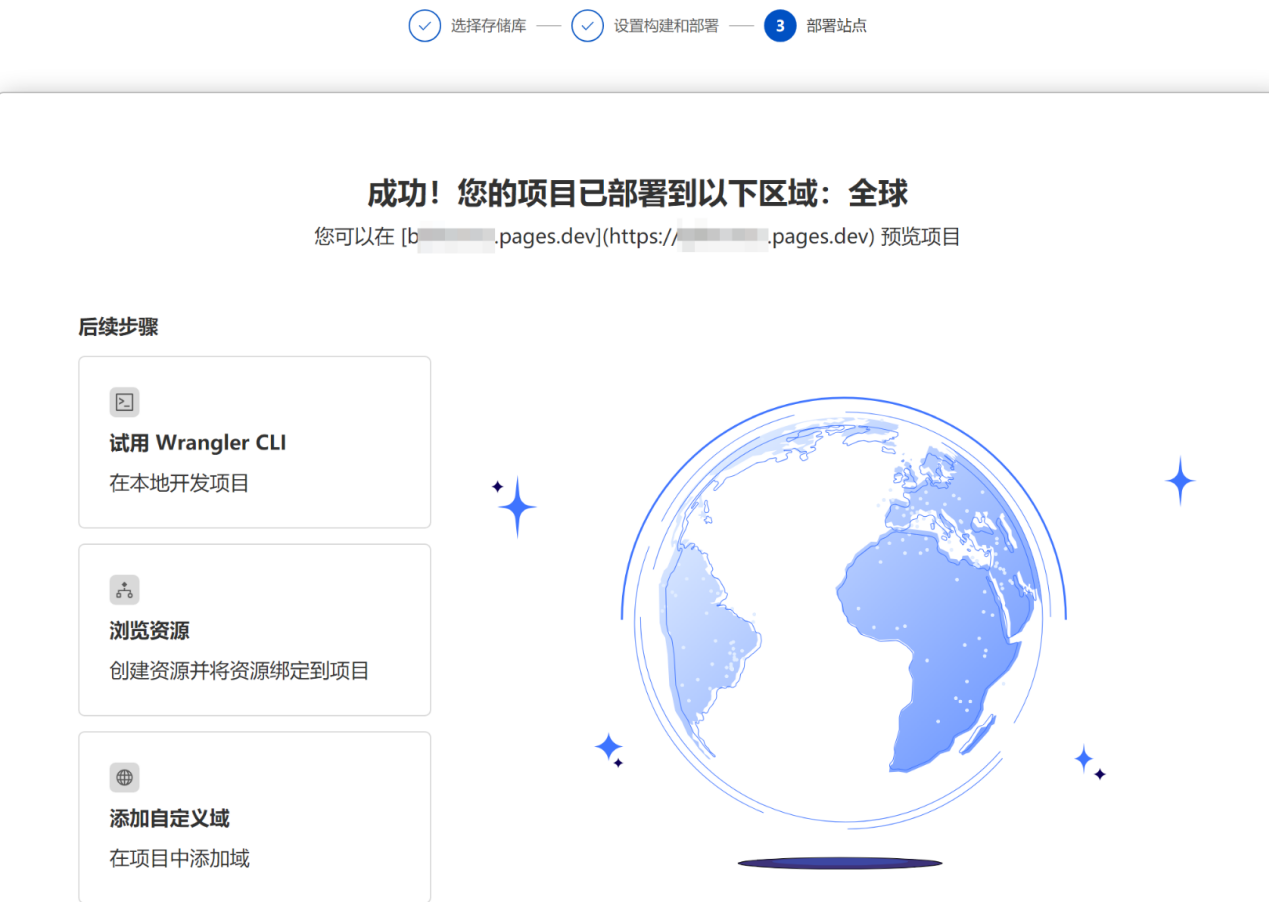 选择存储库
设置构建和部署
3 部署站点
成功！您的项目已部署到以下区域：全球
您可以在 [b .pages.dev](https:// .pages.dev) 预览项目
后续步骤
试用 Wrangler CLI
在本地开发项目
浏览资源
创建资源并将资源绑定到项目
添加自定义域
在项目中添加域